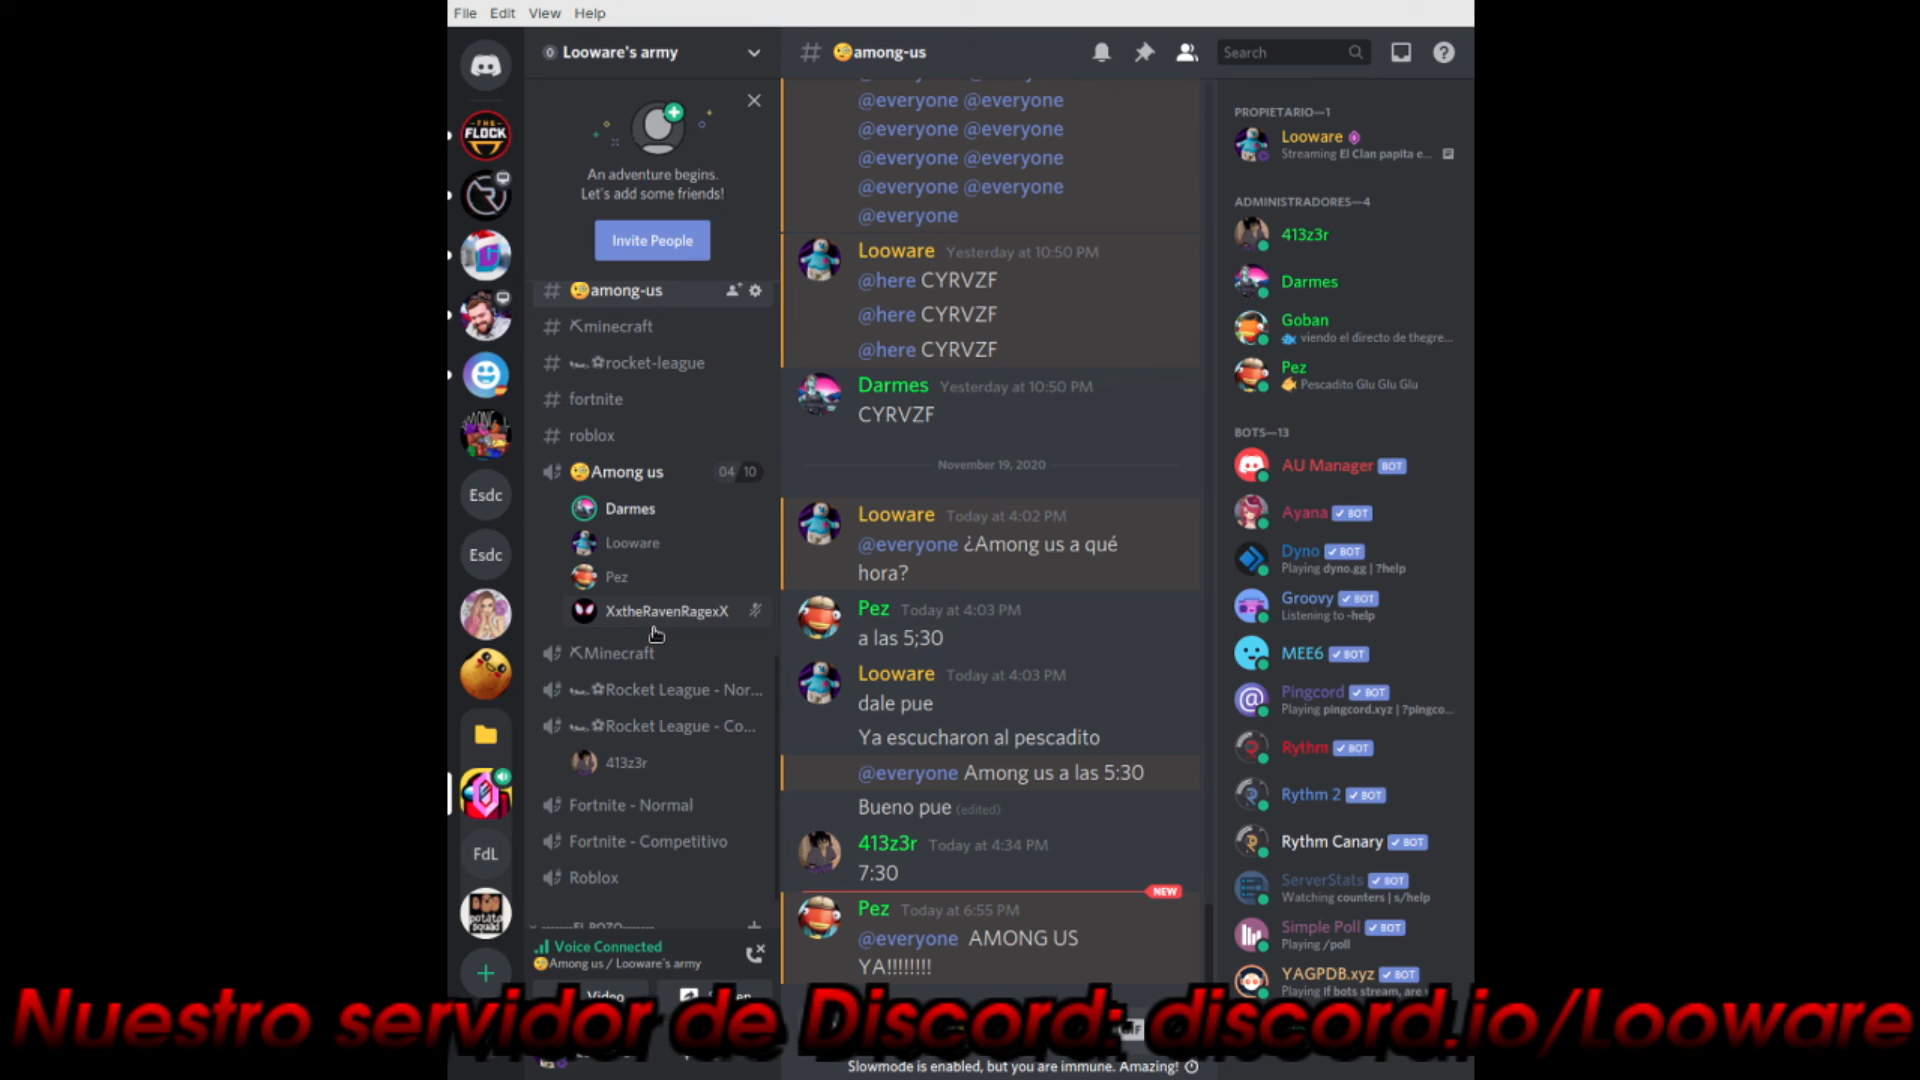 File Edit View Help
Looware's army
An adventure begins.
Let's add some friends!
Invite People
among-us
minecraft
rocket-league
fortnite
roblox
Among us 04 10
Darmes
Looware
Pez
XxtheRavenRagexX
Minecraft
Rocket League - Nor...
Rocket League - Co...
413z3r
Fortnite - Normal
Fortnite - Competitivo
Roblox
Voice Connected
Among us / Looware's army
Video
THE
FLOCK
Esdc
Esdc
FdL
potato
squad
# among-us
Search
@everyone @everyone
@everyone @everyone
@everyone @everyone
@everyone @everyone
@everyone
Looware Yesterday at 10:50 PM
@here CYRVZF
@here CYRVZF
@here CYRVZF
Darmes Yesterday at 10:50 PM
CYRVZF
November 19, 2020
Looware Today at 4:02 PM
@everyone ¿Among us a qué
hora?
Pez Today at 4:03 PM
a las 5;30
Looware Today at 4:03 PM
dale pue
Ya escucharon al pescadito
@everyone Among us a las 5:30
Bueno pue (edited)
413z3r Today at 4:34 PM
7:30
NEW
Pez Today at 6:55 PM
@everyone AMONG US
YA!!!!!!!!
PROPIETARIO—1
Looware
Streaming El Clan papita e...
ADMINISTRADORES—4
413z3r
Darmes
Goban
viendo el directo de thegre...
Pez
Pescadito Glu Glu Glu
BOTS—13
AU Manager BOT
Ayana BOT
Dyno BOT
Playing dyno.gg | ?help
Groovy BOT
Listening to -help
MEE6 BOT
Pingcord BOT
Playing pingcord.xyz | ?pingco...
Rythm BOT
Rythm 2 BOT
Rythm Canary BOT
ServerStats BOT
Watching counters | s/help
Simple Poll BOT
Playing /poll
YAGPDB.xyz BOT
Playing If bots stream, are
Nuestro servidor de Discord: discord.io/Looware
Slowmode is enabled, but you are immune. Amazing!